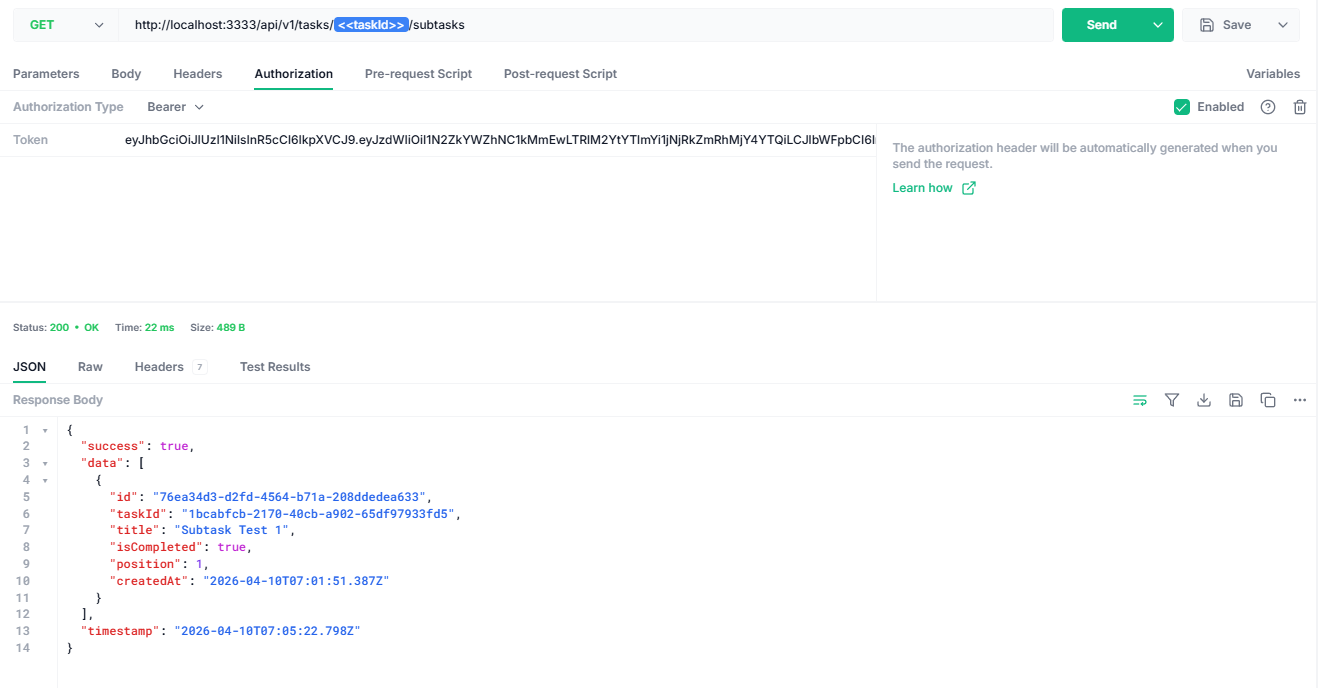 GET http://localhost:3333/api/v1/tasks/<<taskId>>/subtasks Send Save
Parameters Body Headers Authorization Pre-request Script Post-request Script Variables
Authorization Type Bearer Enabled
Token
The authorization header will be automatically generated when you
send the request.
Learn how
Status: 200 • OK Time: 22 ms Size: 489 B
JSON Raw Headers 7 Test Results
Response Body
1 {
2 "success": true,
3 "data": [
4 {
5 "id": "76ea34d3-d2fd-4564-b71a-208ddedea633",
6 "taskId": "1bcabfcb-2170-40cb-a902-65df97933fd5",
7 "title": "Subtask Test 1",
8 "isCompleted": true,
9 "position": 1,
10 "createdAt": "2026-04-10T07:01:51.387Z"
11 }
12 ],
13 "timestamp": "2026-04-10T07:05:22.798Z"
14 }